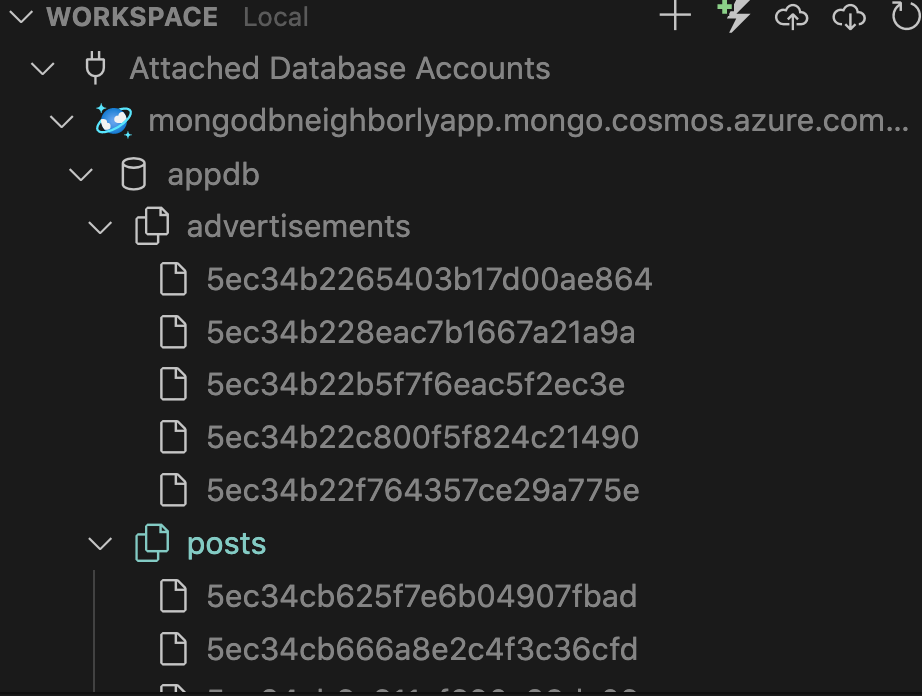 WORKSPACE Local
Attached Database Accounts
mongodbneighborlyapp.mongo.cosmos.azure.com...
appdb
advertisements
5ec34b2265403b17d00ae864
5ec34b228eac7b1667a21a9a
5ec34b22b5f7f6eac5f2ec3e
5ec34b22c800f5f824c21490
5ec34b22f764357ce29a775e
posts
5ec34cb625f7e6b04907fbad
5ec34cb666a8e2c4f3c36cfd